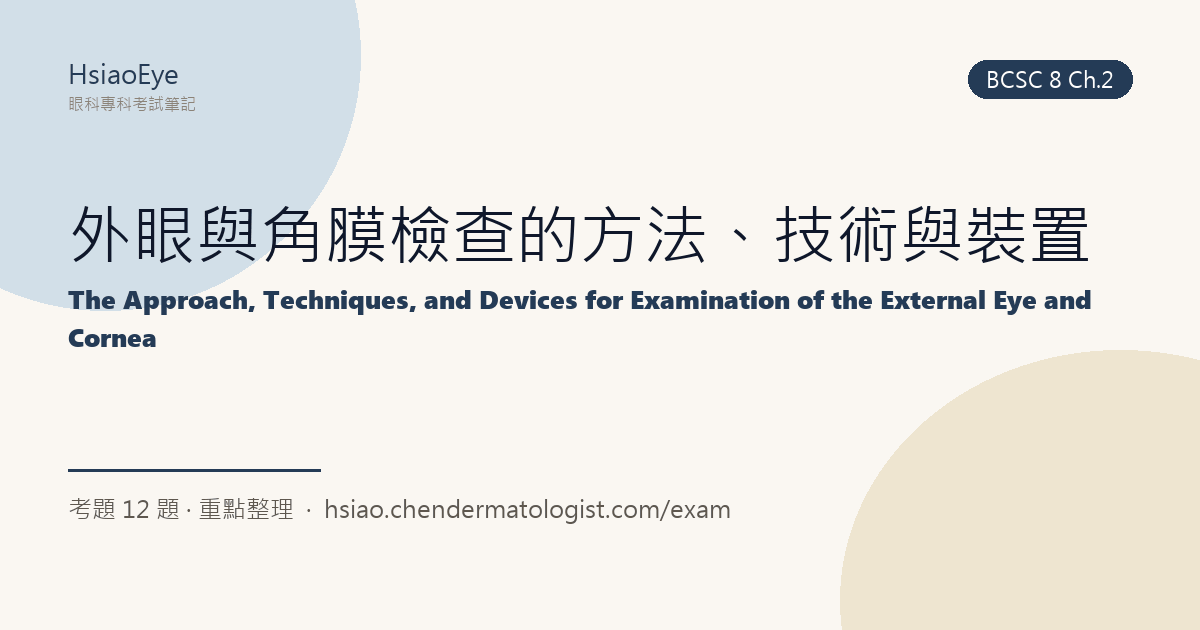 HsiaoEye
眼科專科考試筆記
BCSC 8 Ch.2
外眼與角膜檢查的方法、技術與裝置
The Approach, Techniques, and Devices for Examination of the External Eye and
Cornea
考題 12 題 · 重點整理 · hsiao.chendermatologist.com/exam